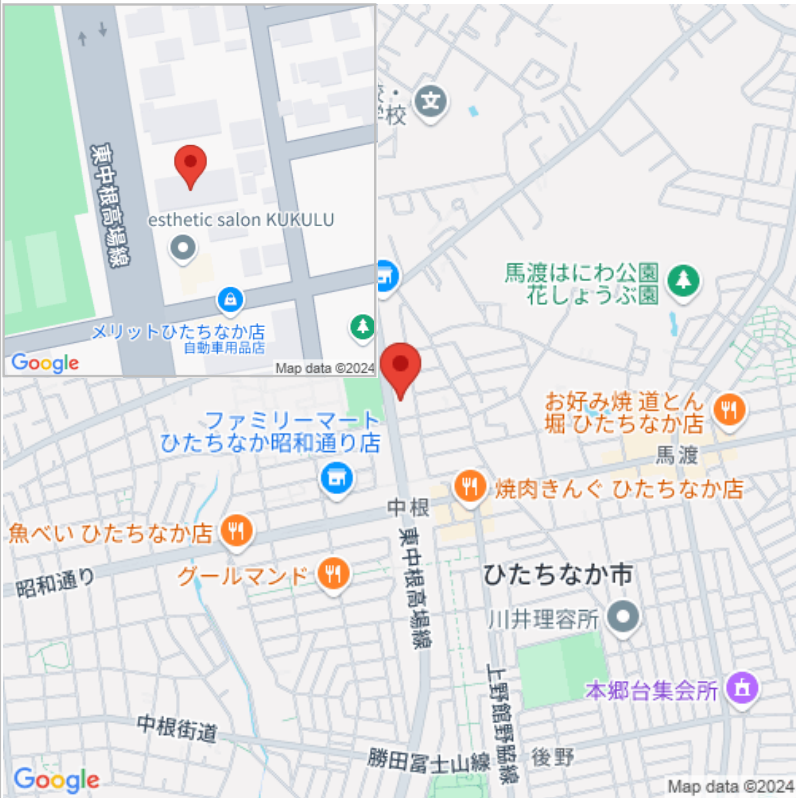 東中根高場線
esthetic salon KUKULU
メリットひたちなか店
自動車用品店
Google
Map data ©2024
校・
学校
馬渡はにわ公園
花しょうぶ園
お好み焼 道とん
堀 ひたちなか店
馬渡
ファミリーマート
ひたちなか昭和通り店
焼肉きんぐ ひたちなか店
中根
魚べい ひたちなか店
昭和通り
グールマンド
東中根高場線
ひたちなか市
川井理容所
本郷台集会所
上野館野脇線
中根街道
勝田冨士山線
後野
Google
Map data ©2024